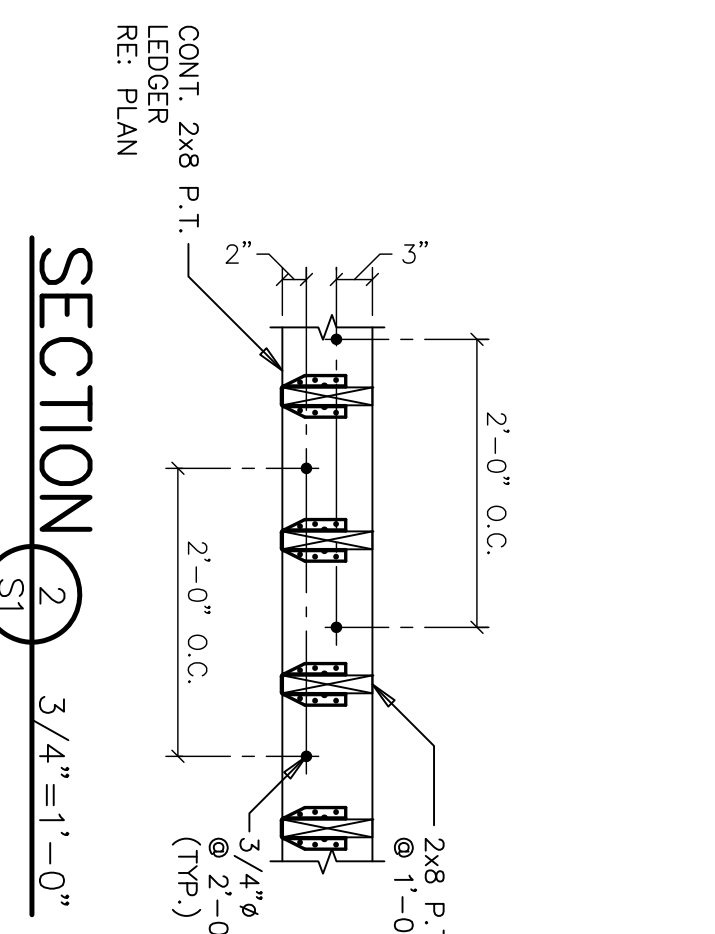 2'-0" O.C.
2x8 P.
@ 1'-0
3"
2"
2'-0" O.C.
3/4"ø
@ 2'-0
(TYP.)
CONT. 2x8 P.T.
LEDGER
RE: PLAN
SECTION
2
S1
3/4"=1'-0"